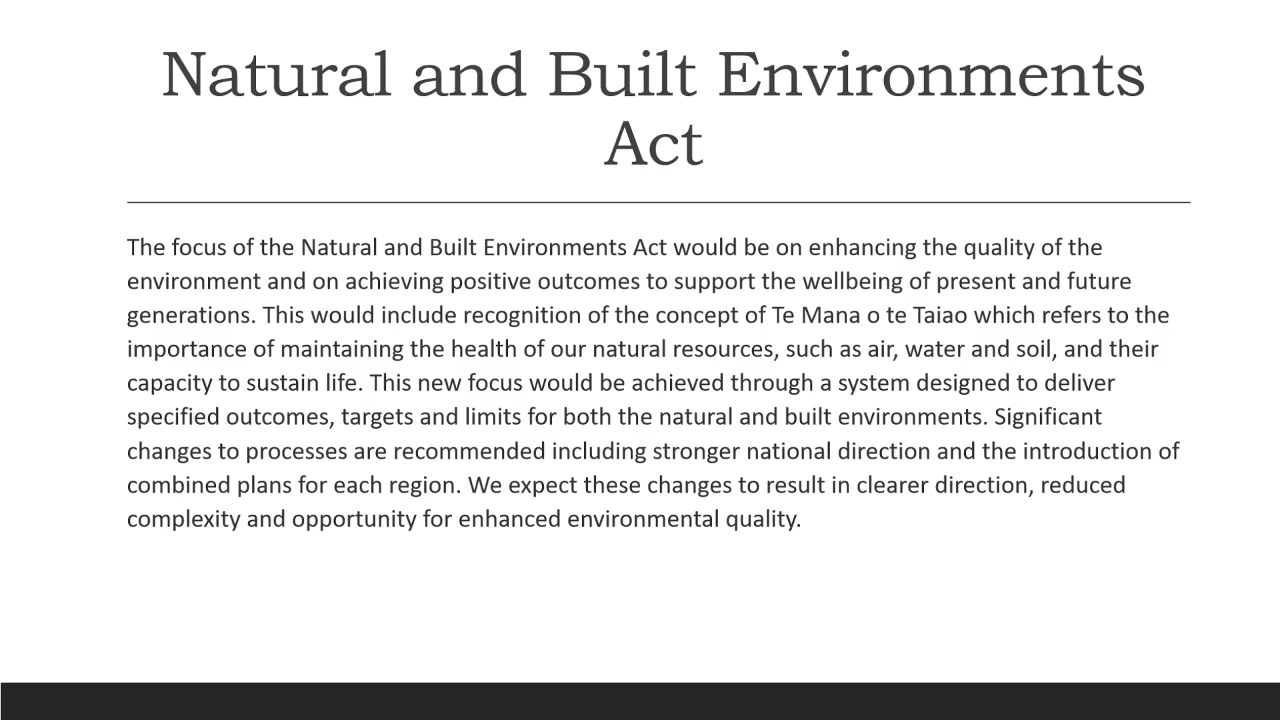 Natural and Built Environments
Act
The focus of the Natural and Built Environments Act would be on enhancing the quality of the
environment and on achieving positive outcomes to support the wellbeing of present and future
generations. This would include recognition of the concept of Te Mana o te Taiao which refers to the
importance of maintaining the health of our natural resources, such as air, water and soil, and their
capacity to sustain life. This new focus would be achieved through a system designed to deliver
specified outcomes, targets and limits for both the natural and built environments. Significant
changes to processes are recommended including stronger national direction and the introduction of
combined plans for each region. We expect these changes to result in clearer direction, reduced
complexity and opportunity for enhanced environmental quality.